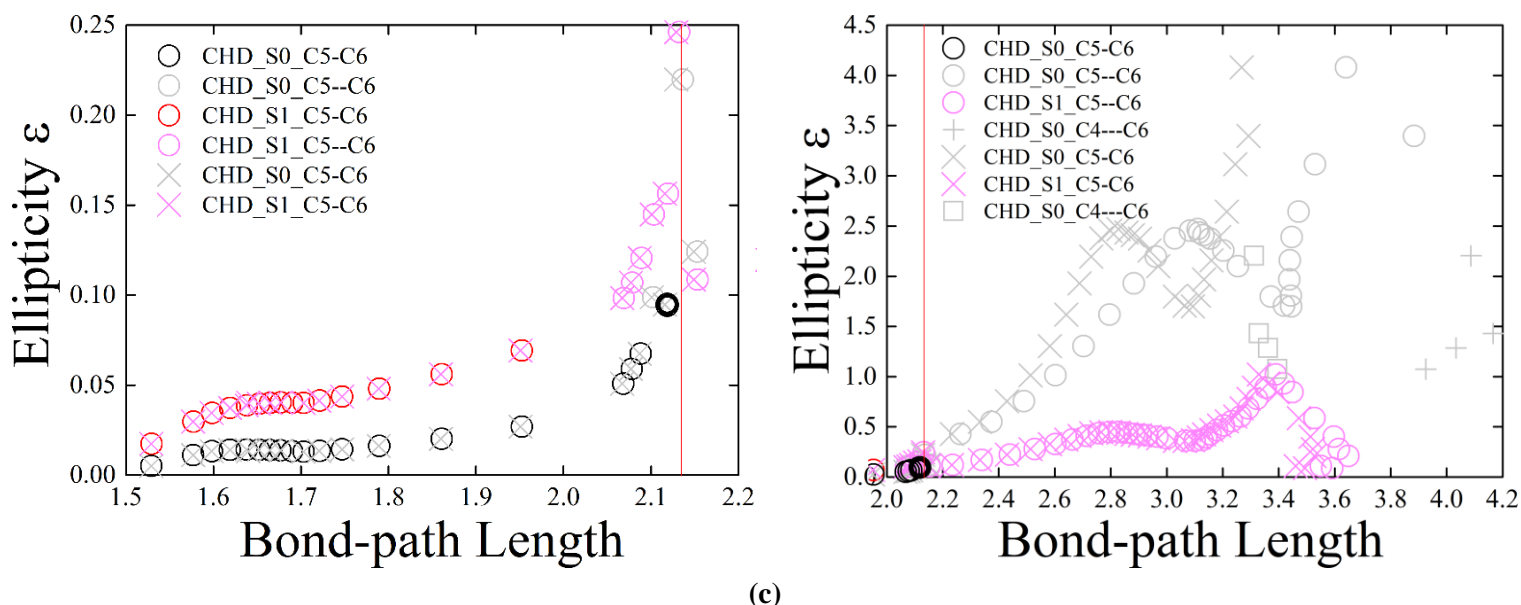 Ellipticity ε
0.25
0.20
0.15
0.10
0.05
0.00
CHD_S0_C5-C6
CHD_S0_C5--C6
CHD_S1_C5-C6
CHD_S1_C5--C6
CHD_S0_C5-C6
CHD_S1_C5-C6
1.5 1.6 1.7 1.8 1.9 2.0 2.1 2.2
Bond-path Length
Ellipticity ε
4.5
4.0
3.5
3.0
2.5
2.0
1.5
1.0
0.5
0.0
CHD_S0_C5-C6
CHD_S0_C5--C6
CHD_S1_C5--C6
CHD_S0_C4---C6
CHD_S0_C5-C6
CHD_S1_C5-C6
CHD_S0_C4---C6
2.0 2.2 2.4 2.6 2.8 3.0 3.2 3.4 3.6 3.8 4.0 4.2
Bond-path Length
(c)